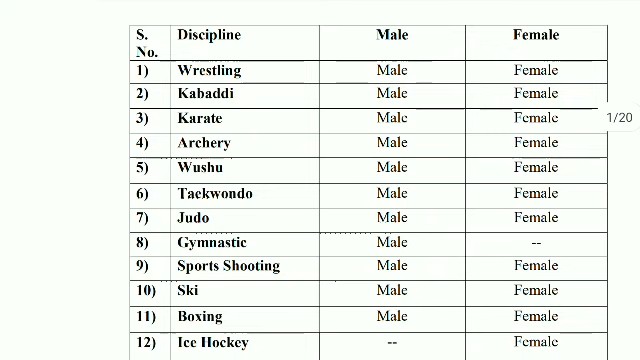 S. No. Discipline Male Female
1) Wrestling Male Female
2) Kabaddi Male Female
3) Karate Male Female
1/20
4) Archery Male Female
5) Wushu Male Female
6) Taekwondo Male Female
7) Judo Male Female
8) Gymnastic Male --
9) Sports Shooting Male Female
10) Ski Male Female
11) Boxing Male Female
12) Ice Hockey -- Female